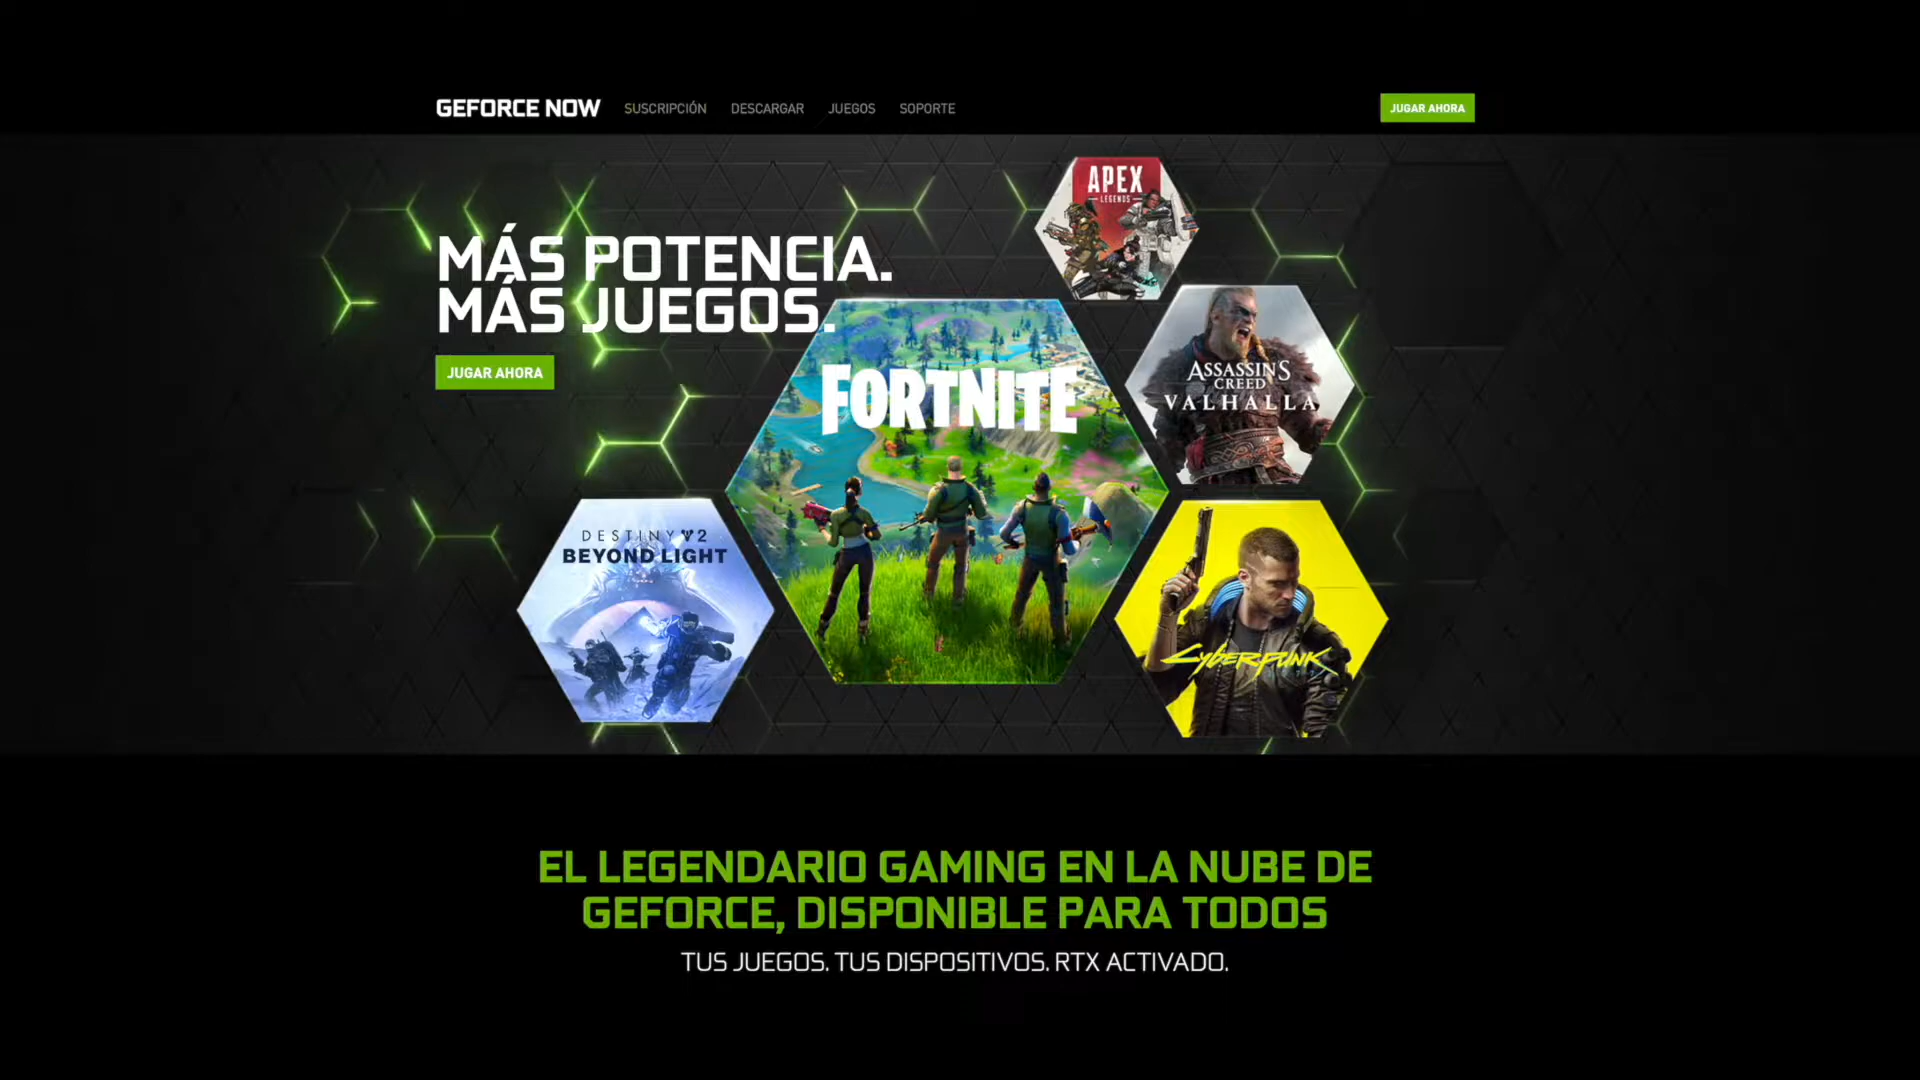 GEFORCE NOW SUSCRIPCIÓN DESCARGAR JUEGOS SOPORTE JUGAR AHORA
MÁS POTENCIA.
MÁS JUEGOS.
JUGAR AHORA
APEX
LEGENDS
FORTNITE
ASSASSIN'S
CREED
VALHALLA
DESTINY 2
BEYOND LIGHT
CYBERPUNK
EL LEGENDARIO GAMING EN LA NUBE DE
GEFORCE, DISPONIBLE PARA TODOS
TUS JUEGOS. TUS DISPOSITIVOS. RTX ACTIVADO.